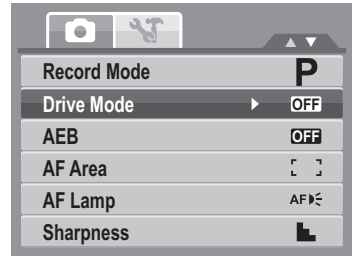 Record Mode P
Drive Mode OFF
AEB OFF
AF Area
AF Lamp AF
Sharpness